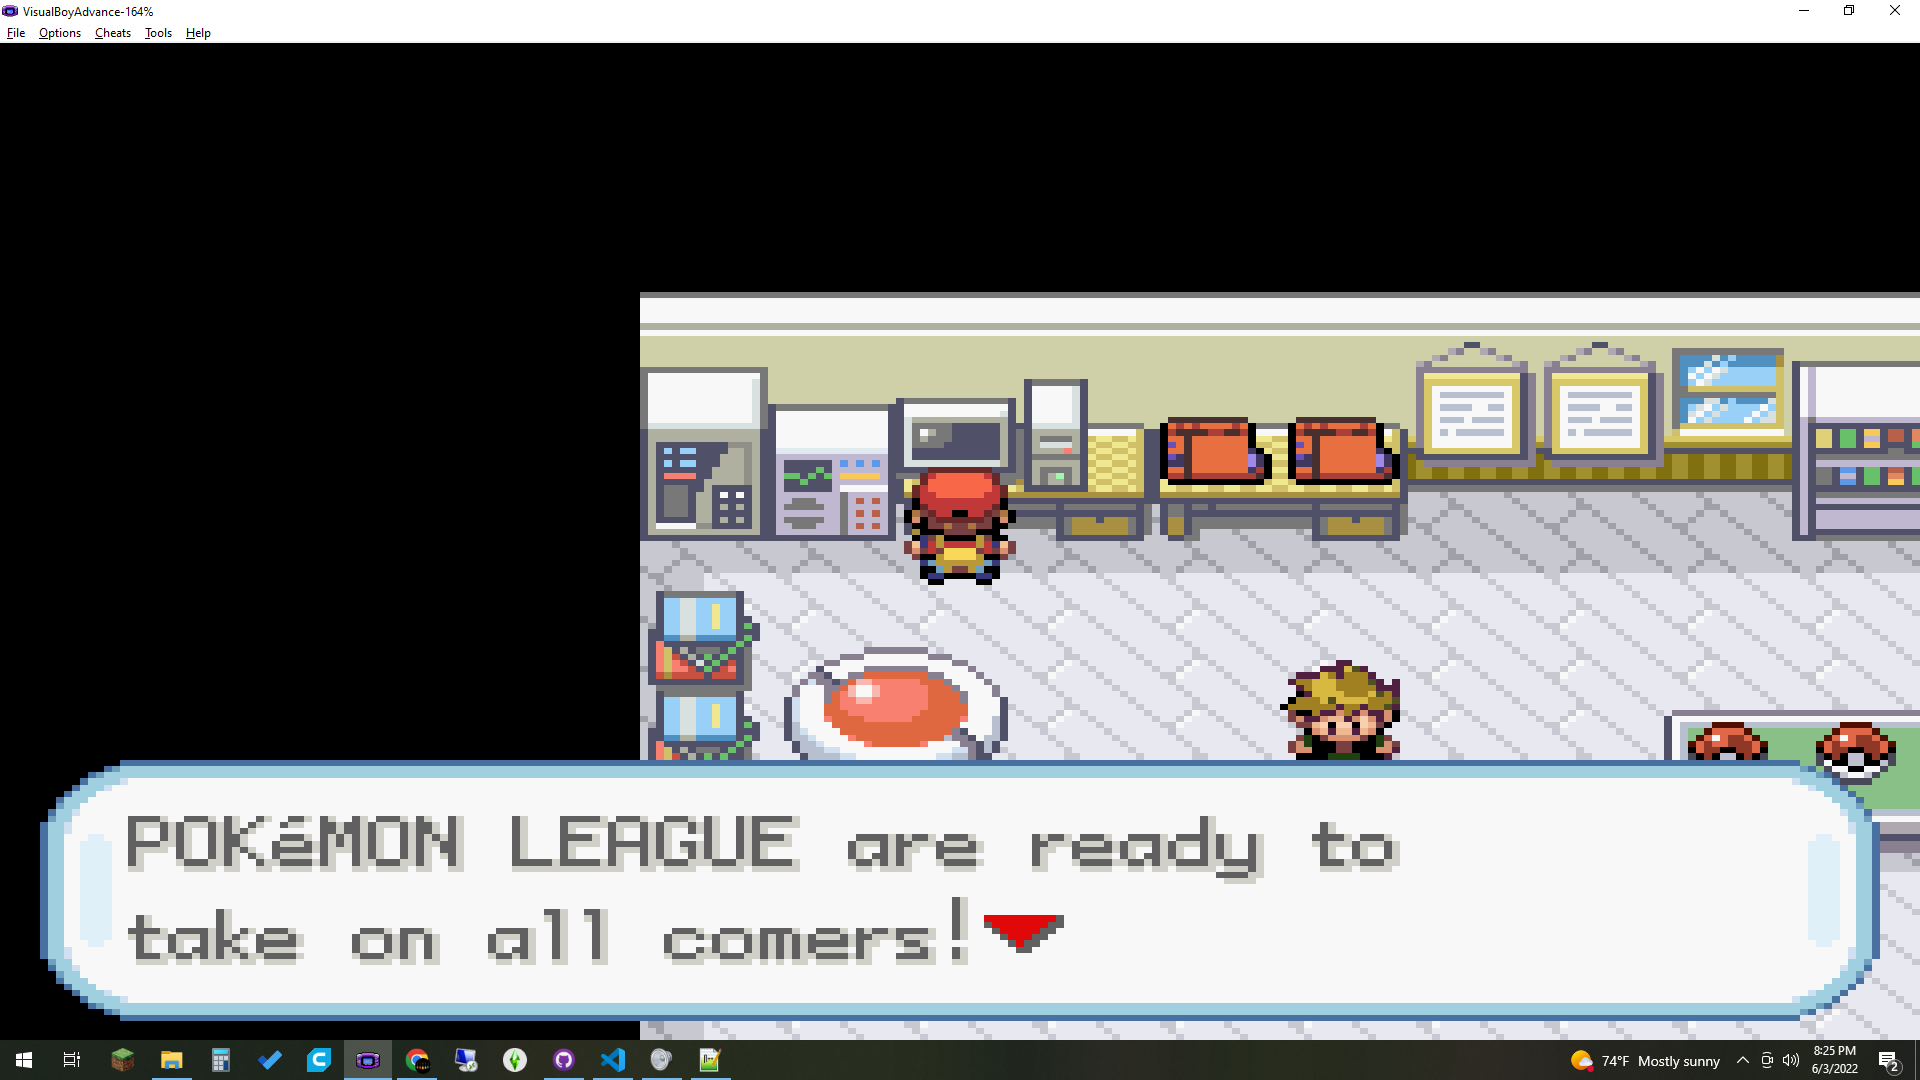 VisualBoyAdvance-164%
File Options Cheats Tools Help
POKéMON LEAGUE are ready to
take on all comers!
74°F Mostly sunny
8:25 PM
6/3/2022
2